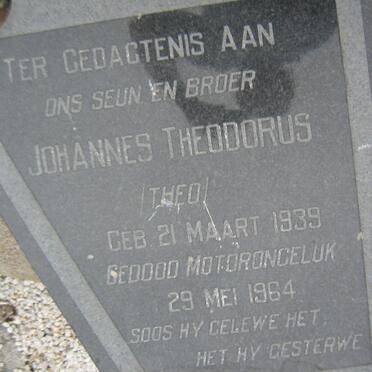 TER GEDAGTENIS AAN
ONS SEUN EN BROER
JOHANNES THEODORUS
(THEO)
GEB. 21 MAART 1939
GEDOOD MOTORONGELUK
29 MEI 1964
SOOS HY GELEWE HET,
HET HY GESTERWE